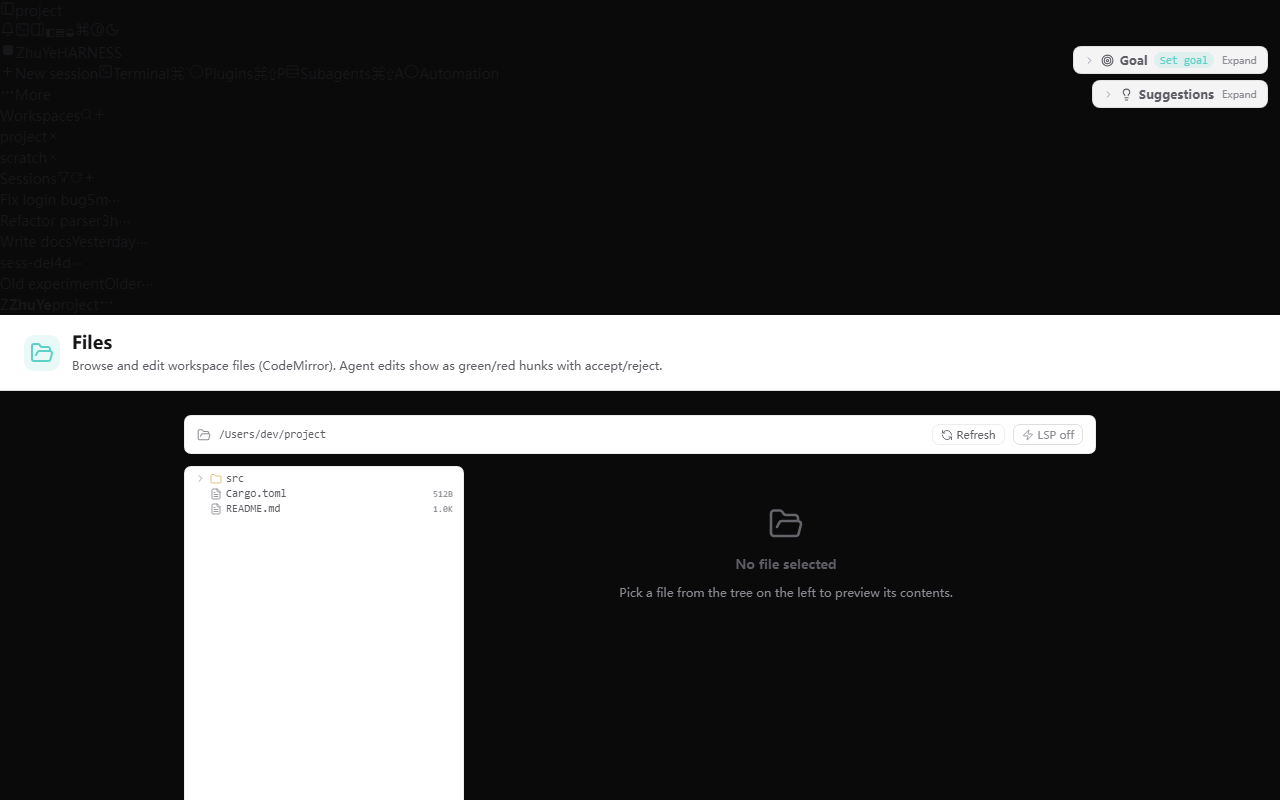 project
ZhuYeHARNESS
New session Terminal⌘` Plugins⌘⇧P Subagents⌘⇧A Automation
More
Workspaces
project×
scratch×
Sessions
Fix login bug5m···
Refactor parser3h···
Write docsYesterday···
sess-del4d···
Old experimentOlder···
ZZhuYeproject···
Goal Set goal Expand
Suggestions Expand
Files
Browse and edit workspace files (CodeMirror). Agent edits show as green/red hunks with accept/reject.
/Users/dev/project Refresh LSP off
src
Cargo.toml 512B
README.md 1.0K
No file selected
Pick a file from the tree on the left to preview its contents.